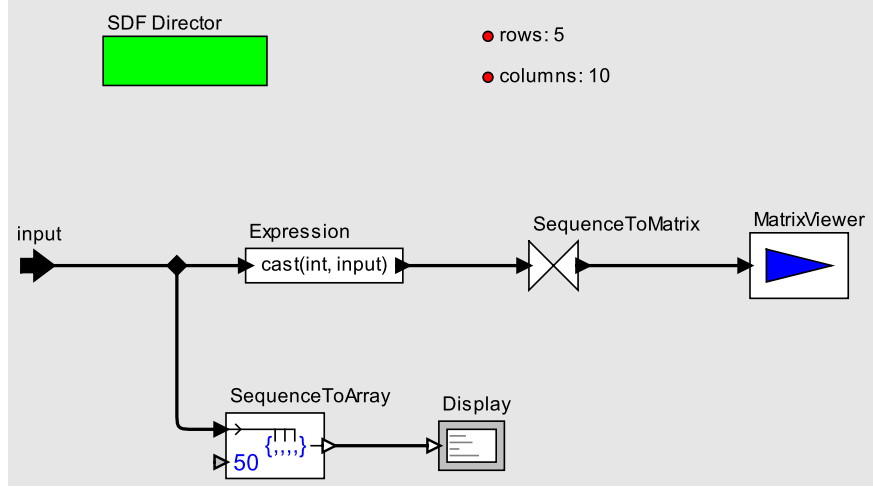 SDF Director
rows: 5
columns: 10
input
Expression
cast(int, input)
SequenceToMatrix
MatrixViewer
SequenceToArray
{,,,,}
50
Display